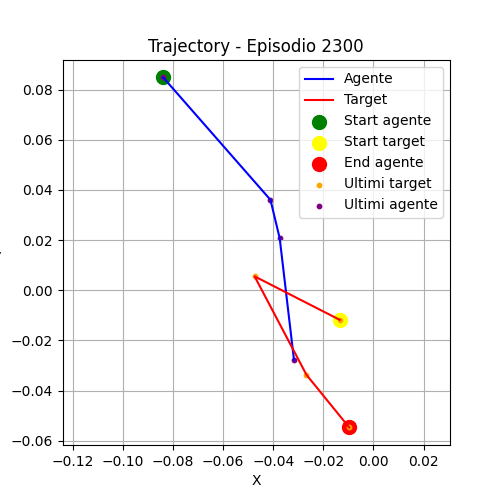 Trajectory - Episodio 2300
Agente
Target
Start agente
Start target
End agente
Ultimi target
Ultimi agente
0.08
0.06
0.04
0.02
0.00
−0.02
−0.04
−0.06
−0.12 −0.10 −0.08 −0.06 −0.04 −0.02 0.00 0.02
X